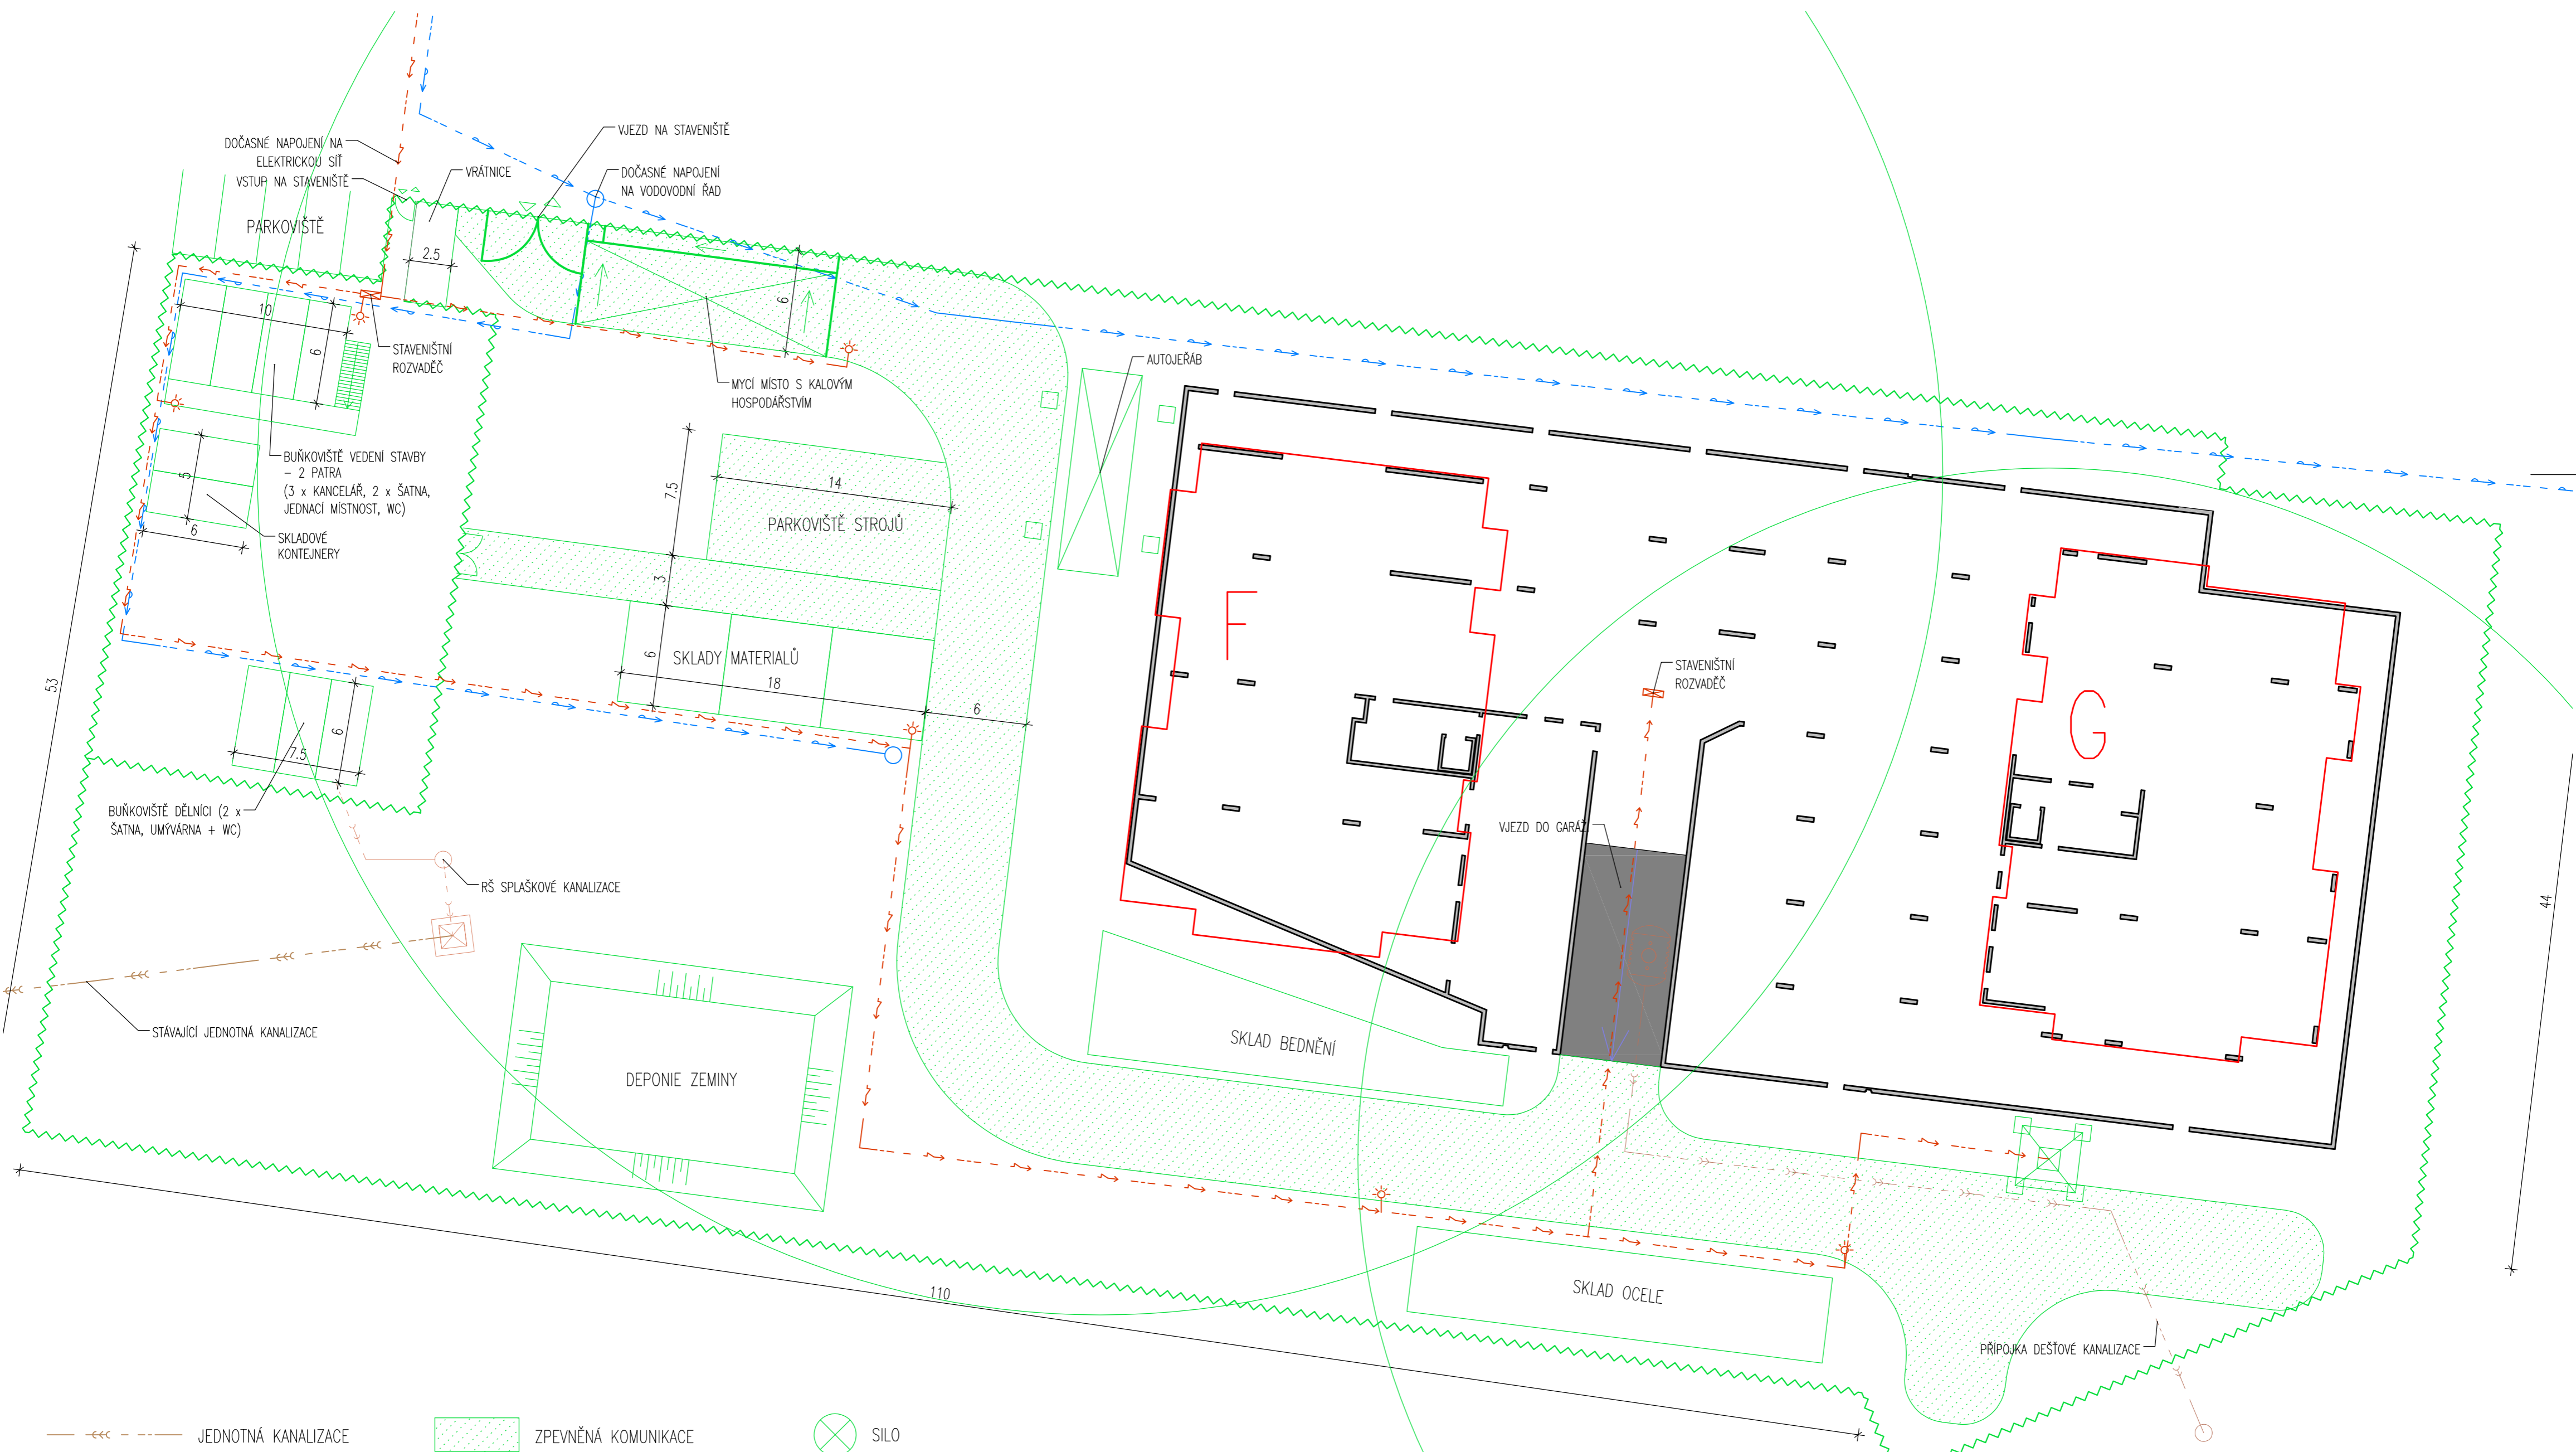 DOČASNÉ NAPOJENÍ NA
ELEKTRICKOU SÍŤ
VSTUP NA STAVENIŠTĚ
PARKOVIŠTĚ
VRÁTNICE
VJEZD NA STAVENIŠTĚ
DOČASNÉ NAPOJENÍ
NA VODOVODNÍ ŘAD
2.5
6
10
6
STAVENIŠTNÍ
ROZVADĚČ
MYCÍ MÍSTO S KALOVÝM
HOSPODÁŘSTVÍM
AUTOJEŘÁB
BUŇKOVIŠTĚ VEDENÍ STAVBY
- 2 PATRA
(3 x KANCELÁŘ, 2 x ŠATNA,
JEDNACÍ MÍSTNOST, WC)
5
6
SKLADOVÉ
KONTEJNERY
7.5
14
PARKOVIŠTĚ STROJŮ
3
6
SKLADY MATERIALŮ
18
6
53
F
G
STAVENIŠTNÍ
ROZVADĚČ
6
7.5
BUŇKOVIŠTĚ DĚLNÍCI (2 x
ŠATNA, UMÝVÁRNA + WC)
VJEZD DO GARÁŽÍ
RŠ SPLAŠKOVÉ KANALIZACE
44
STÁVAJÍCÍ JEDNOTNÁ KANALIZACE
DEPONIE ZEMINY
SKLAD BEDNĚNÍ
SKLAD OCELE
110
PŘÍPOJKA DEŠŤOVÉ KANALIZACE
JEDNOTNÁ KANALIZACE
ZPEVNĚNÁ KOMUNIKACE
SILO